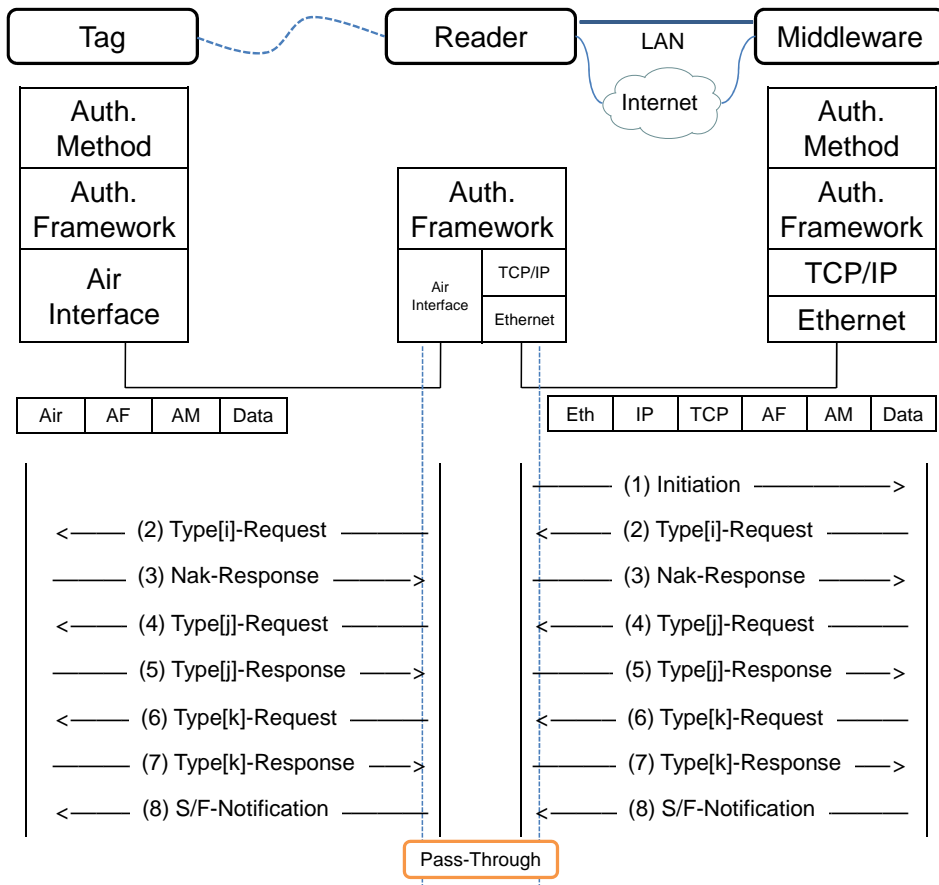 Tag
Reader
Middleware
LAN
Internet
Auth.
Method
Auth.
Framework
Air
Interface
Auth.
Framework
Air
Interface
TCP/IP
Ethernet
Auth.
Method
Auth.
Framework
TCP/IP
Ethernet
Air AF AM Data
Eth IP TCP AF AM Data
(1) Initiation
(2) Type[i]-Request
(2) Type[i]-Request
(3) Nak-Response
(3) Nak-Response
(4) Type[j]-Request
(4) Type[j]-Request
(5) Type[j]-Response
(5) Type[j]-Response
(6) Type[k]-Request
(6) Type[k]-Request
(7) Type[k]-Response
(7) Type[k]-Response
(8) S/F-Notification
(8) S/F-Notification
Pass-Through